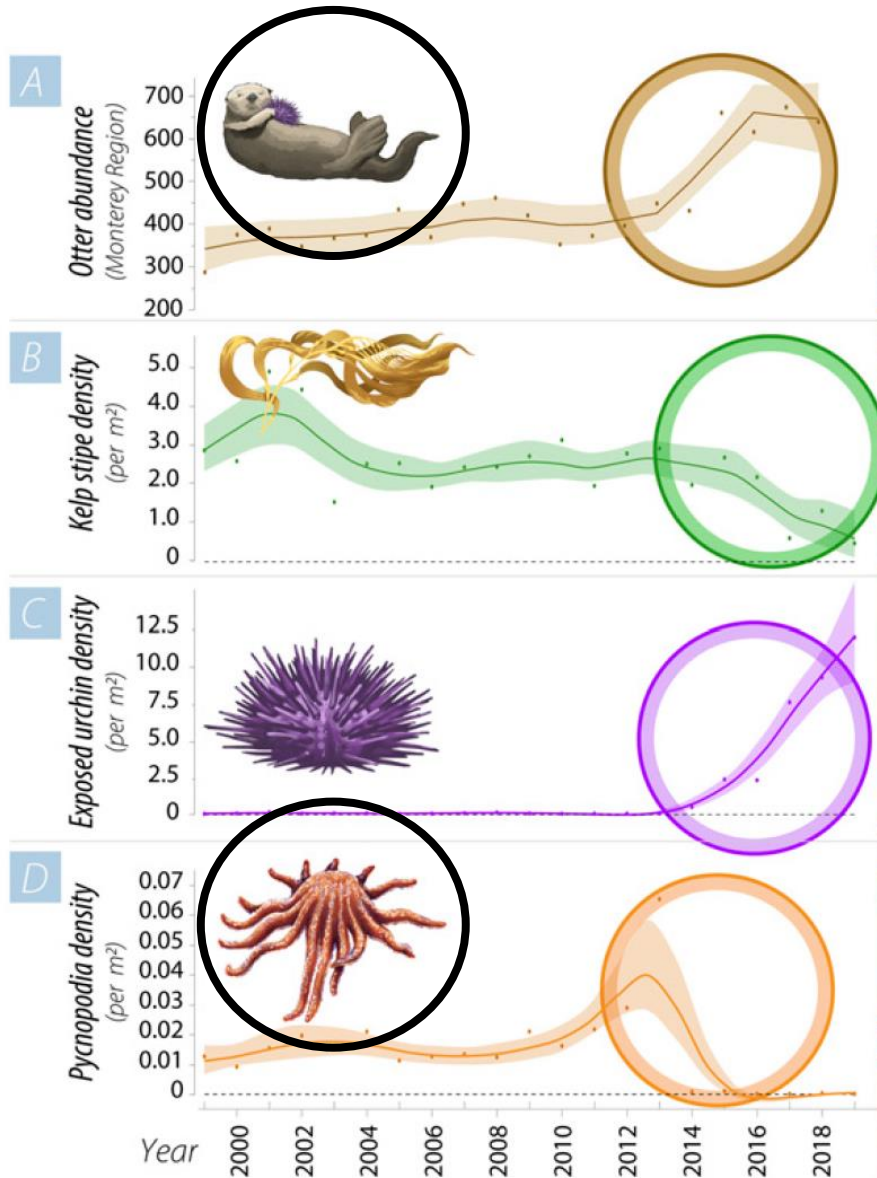 A
Otter abundance
(Monterey Region)
700
600
500
400
300
200
B
Kelp stipe density
(per m²)
5.0
4.0
3.0
2.0
1.0
0
C
Exposed urchin density
(per m²)
12.5
10.0
7.5
5.0
2.5
0
D
Pycnopodia density
(per m²)
0.07
0.06
0.05
0.04
0.03
0.02
0.01
0
Year
2000
2002
2004
2006
2008
2010
2012
2014
2016
2018